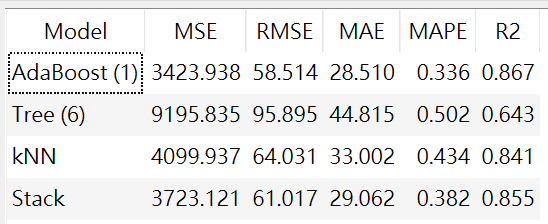 Model MSE RMSE MAE MAPE R2
AdaBoost (1) 3423.938 58.514 28.510 0.336 0.867
Tree (6) 9195.835 95.895 44.815 0.502 0.643
kNN 4099.937 64.031 33.002 0.434 0.841
Stack 3723.121 61.017 29.062 0.382 0.855